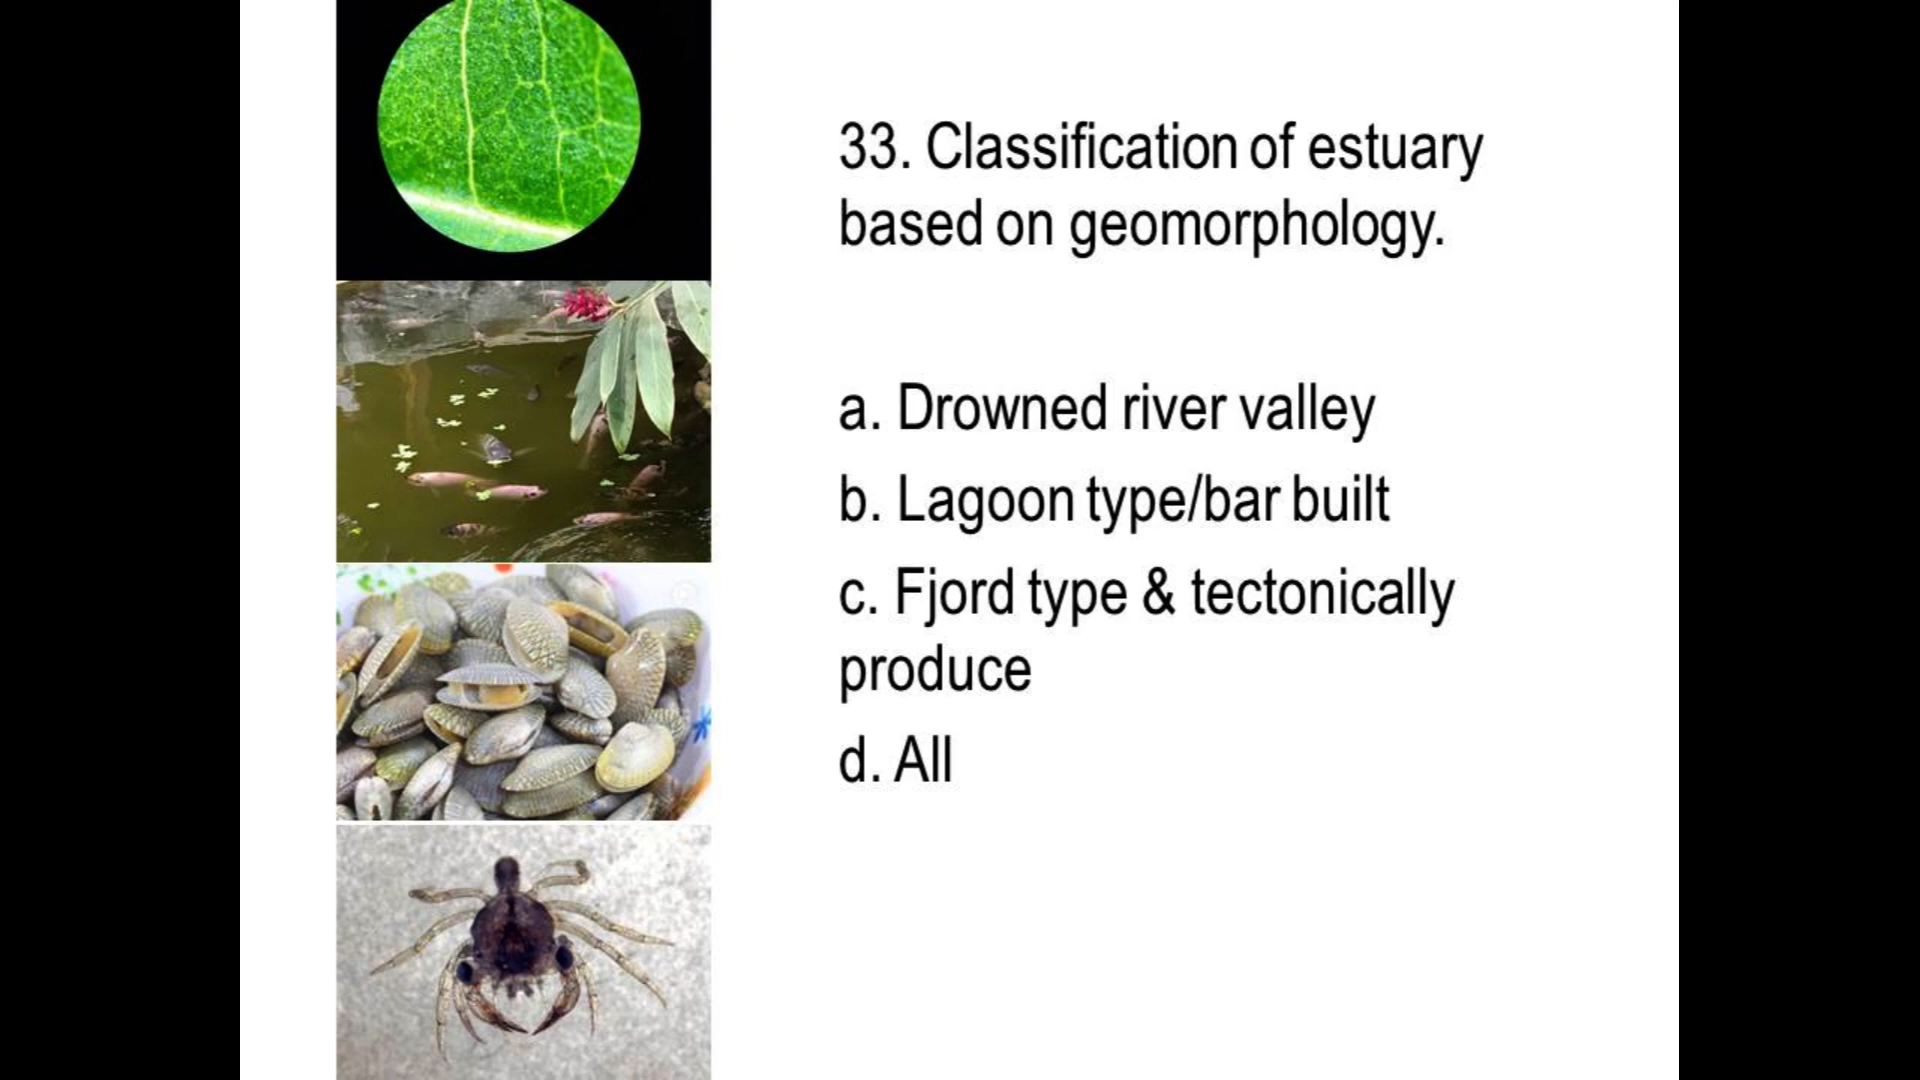 33. Classification of estuary
based on geomorphology.
a. Drowned river valley
b. Lagoon type/bar built
c. Fjord type & tectonically
produce
d. All